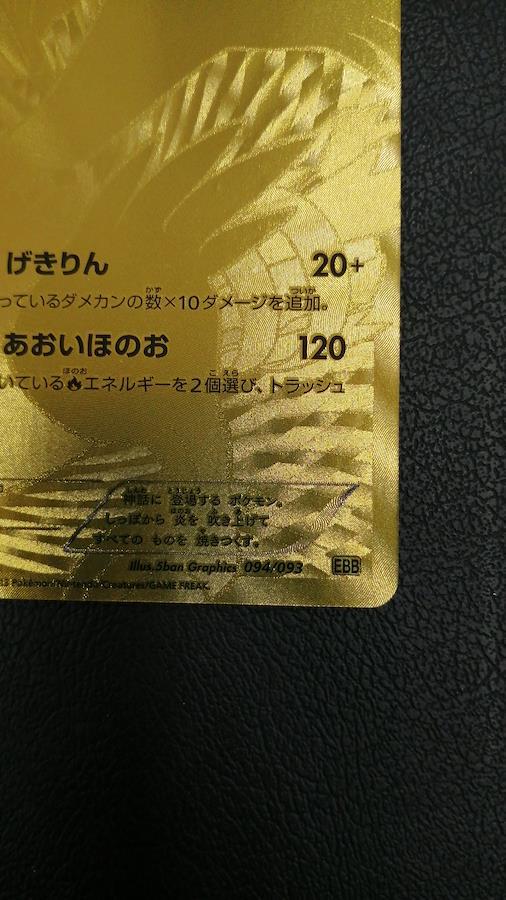 げきりん 20+
っているダメカンの数×10ダメージを追加。
あおいほのお 120
いている🔥エネルギーを2個選び、トラッシュ
神話に 登場する ポケモン。
しっぽから 炎を 吹き上げて
すべての ものを 焼きつくす。
Illus. 5ban Graphics 094/093 EBB
Pokémon/Nintendo/Creatures/GAME FREAK.